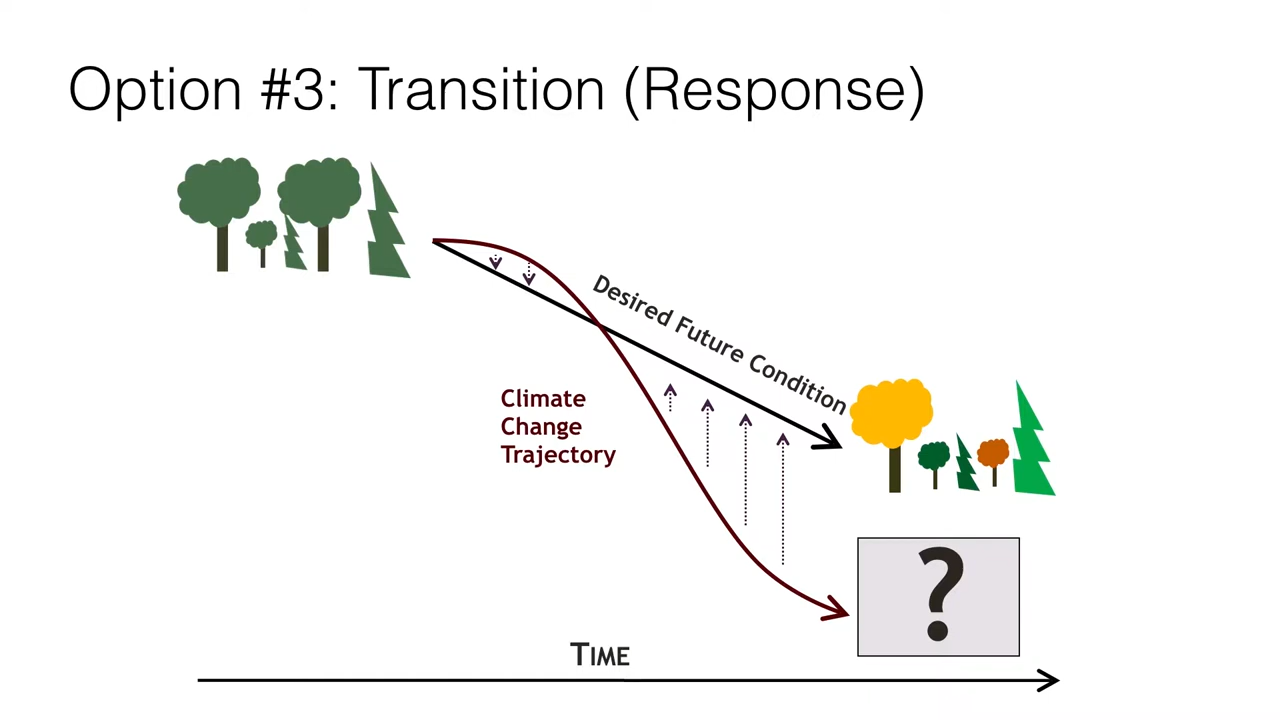 Option #3: Transition (Response)
Desired Future Condition
Climate
Change
Trajectory
?
TIME